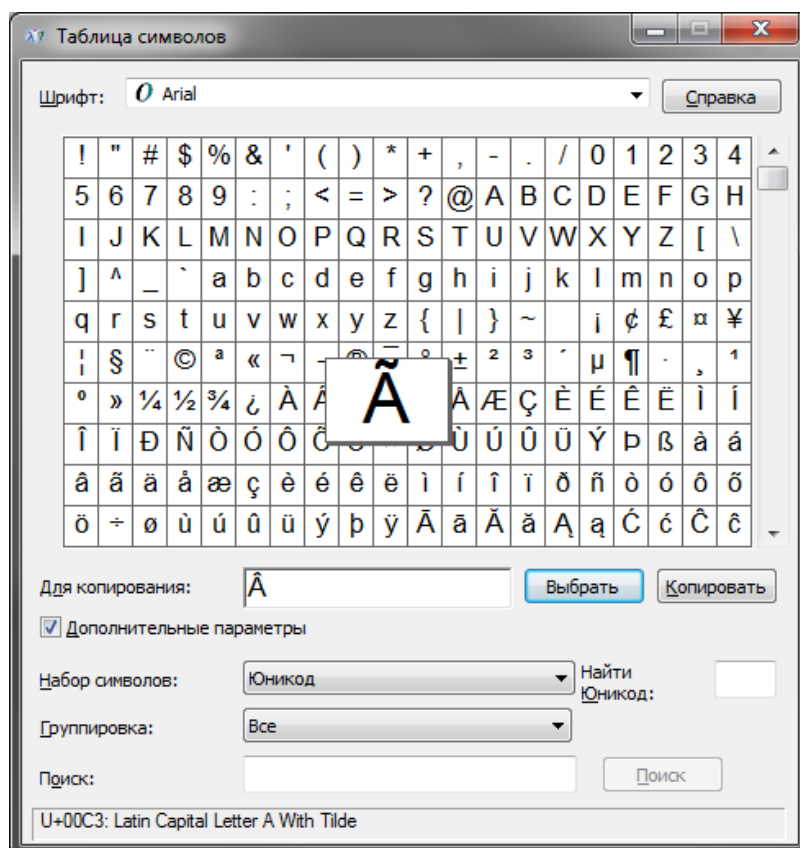 Таблица символов
Шрифт: O Arial Справка
! " # $ % & ' ( ) * + , - . / 0 1 2 3 4
5 6 7 8 9 : ; < = > ? @ A B C D E F G H
I J K L M N O P Q R S T U V W X Y Z [ \
] ^ _ ` a b c d e f g h i j k l m n o p
q r s t u v w x y z { | } ~ ¡ ¢ £ ¤ ¥
¦ § ¨ © ª « ¬ - ® ¯ ° ± ² ³ ´ µ ¶ · ¸ ¹
º » ¼ ½ ¾ ¿ À Á Ã Å Æ Ç È É Ê Ë Ì Í
Î Ï Ð Ñ Ò Ó Ô Õ Ö Ø Ù Ú Û Ü Ý Þ ß à á
â ã ä å æ ç è é ê ë ì í î ï ð ñ ò ó ô õ
ö ÷ ø ù ú û ü ý þ ÿ Ā ā Ă ă Ą ą Ć ć Ĉ ĉ
Для копирования: Â Выбрать Копировать
Дополнительные параметры
Набор символов: Юникод Найти
Юникод:
Группировка: Все
Поиск: Поиск
U+00C3: Latin Capital Letter A With Tilde